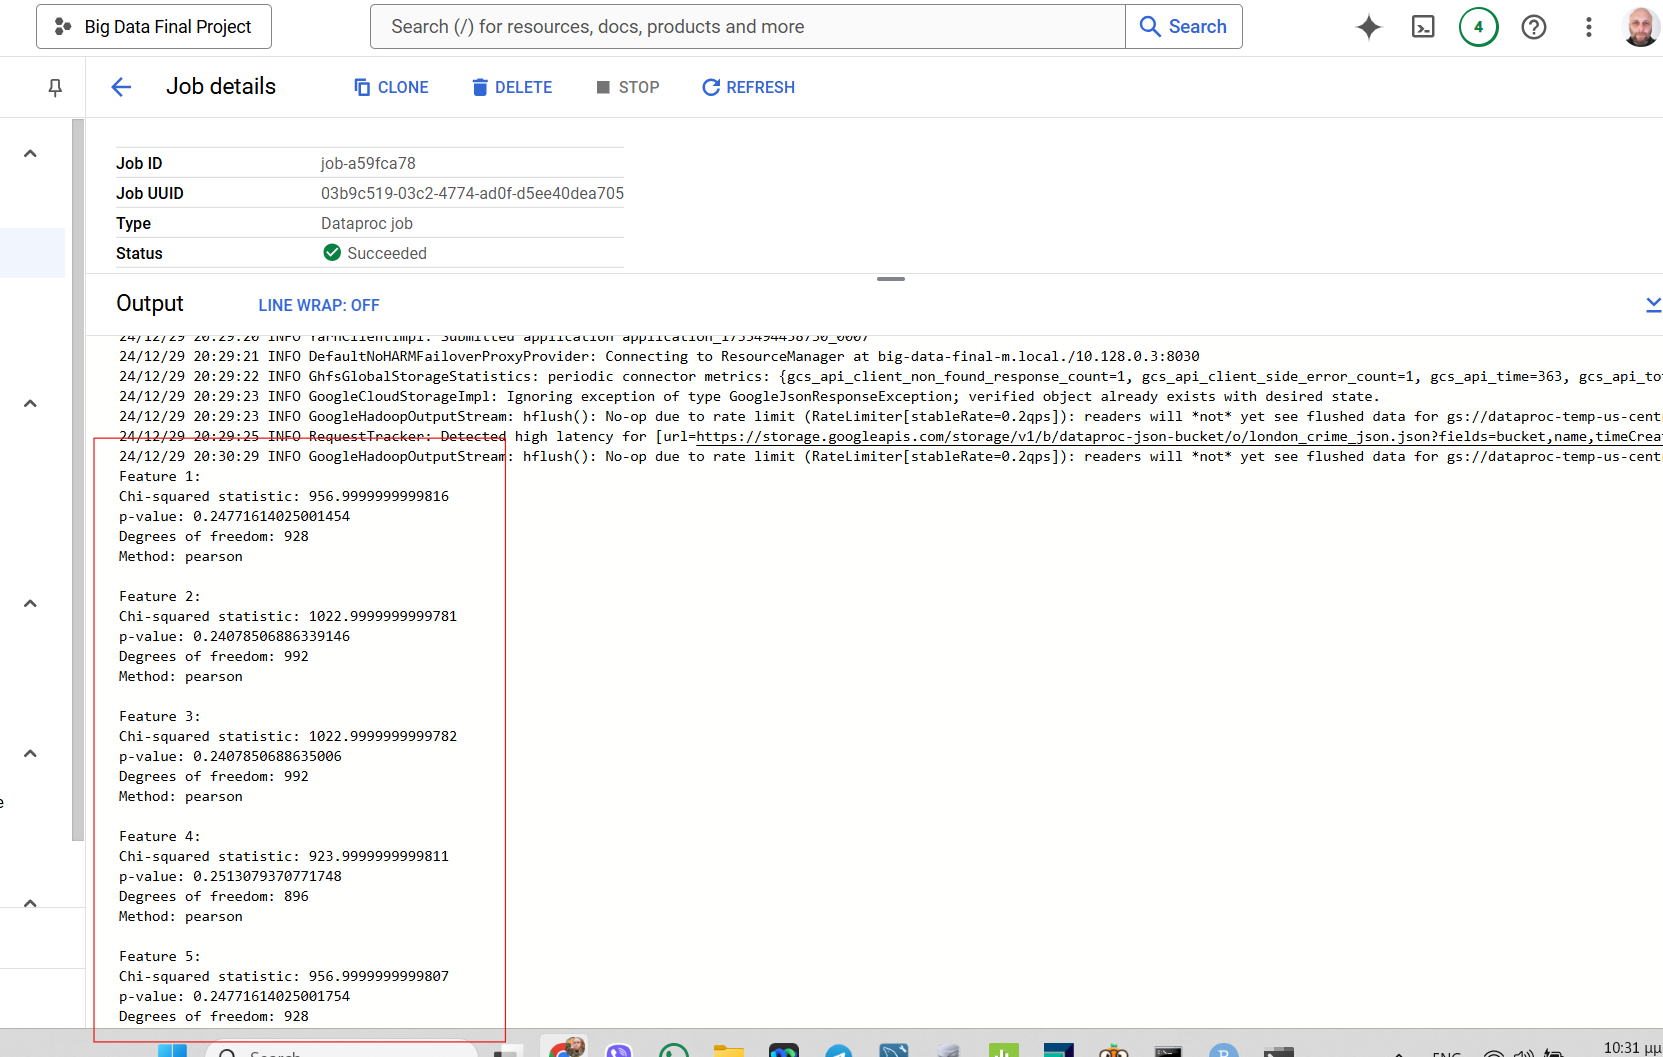 Big Data Final Project
Search (/) for resources, docs, products and more
Search
4
Job details
CLONE
DELETE
STOP
REFRESH
Job ID job-a59fca78
Job UUID 03b9c519-03c2-4774-ad0f-d5ee40dea705
Type Dataproc job
Status Succeeded
Output
LINE WRAP: OFF
24/12/29 20:29:20 INFO YarnClientImpl: Submitted application
24/12/29 20:29:21 INFO DefaultNoHARMFailoverProxyProvider: Connecting to ResourceManager at big-data-final-m.local./10.128.0.3:8030
24/12/29 20:29:22 INFO GhfsGlobalStorageStatistics: periodic connector metrics: {gcs_api_client_non_found_response_count=1, gcs_api_client_side_error_count=1, gcs_api_time=363, gcs_api_to
24/12/29 20:29:23 INFO GoogleCloudStorageImpl: Ignoring exception of type GoogleJsonResponseException; verified object already exists with desired state.
24/12/29 20:29:23 INFO GoogleHadoopOutputStream: hflush(): No-op due to rate limit (RateLimiter[stableRate=0.2qps]): readers will *not* yet see flushed data for gs://dataproc-temp-us-cent
24/12/29 20:29:25 INFO RequestTracker: Detected high latency for [url=https://storage.googleapis.com/storage/v1/b/dataproc-json-bucket/o/london_crime_json.json?fields=bucket,name,timeCrea
24/12/29 20:30:29 INFO GoogleHadoopOutputStream: hflush(): No-op due to rate limit (RateLimiter[stableRate=0.2qps]): readers will *not* yet see flushed data for gs://dataproc-temp-us-cent
Feature 1:
Chi-squared statistic: 956.9999999999816
p-value: 0.24771614025001454
Degrees of freedom: 928
Method: pearson
Feature 2:
Chi-squared statistic: 1022.9999999999781
p-value: 0.24078506886339146
Degrees of freedom: 992
Method: pearson
Feature 3:
Chi-squared statistic: 1022.9999999999782
p-value: 0.2407850688635006
Degrees of freedom: 992
Method: pearson
Feature 4:
Chi-squared statistic: 923.9999999999811
p-value: 0.2513079370771748
Degrees of freedom: 896
Method: pearson
e
Feature 5:
Chi-squared statistic: 956.9999999999807
p-value: 0.24771614025001754
Degrees of freedom: 928
Search
ENG
10:31 μμ